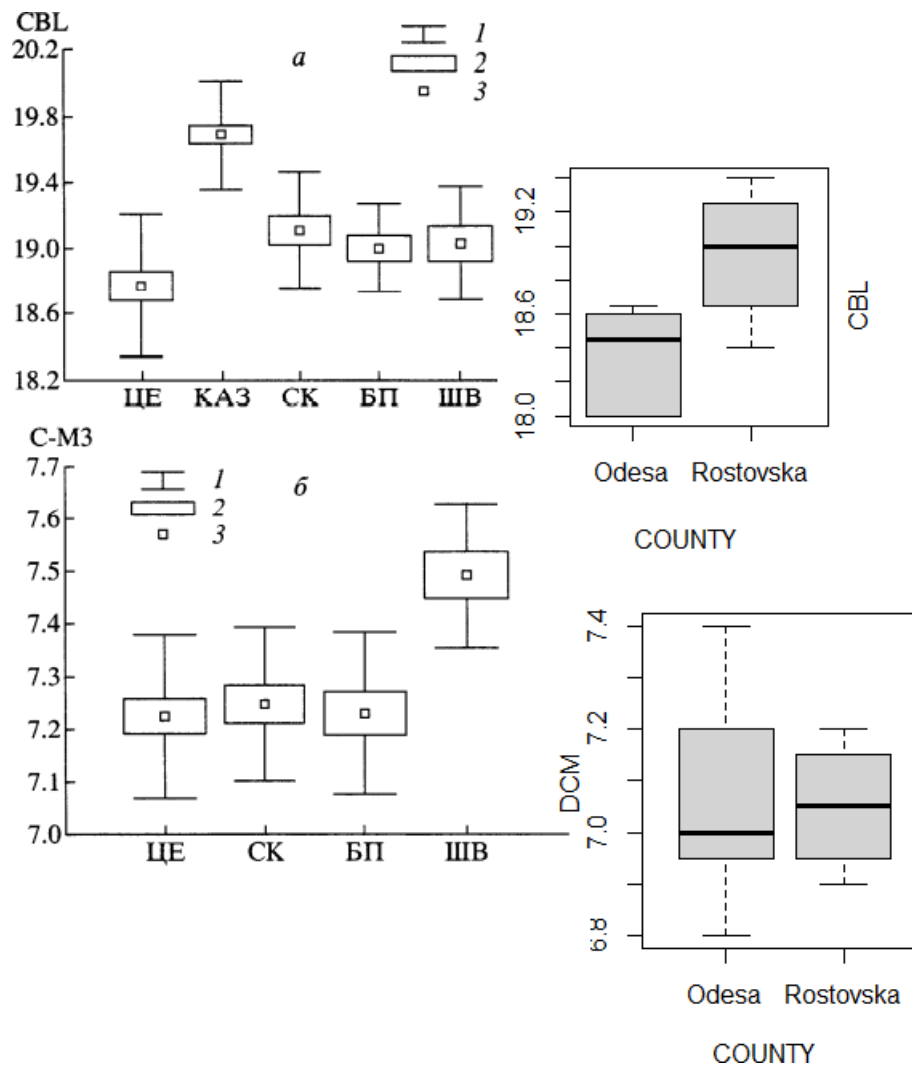 CBL
20.2
19.8
19.4
19.0
18.6
18.2
а
1
2
3
ЦЕ КАЗ СК БП ШВ
19.2
18.6
18.0
CBL
Odesa Rostovska
COUNTY
С-М3
7.7
7.6
7.5
7.4
7.3
7.2
7.1
7.0
1
2
3
б
ЦЕ СК БП ШВ
7.4
7.2
7.0
6.8
DCM
Odesa Rostovska
COUNTY